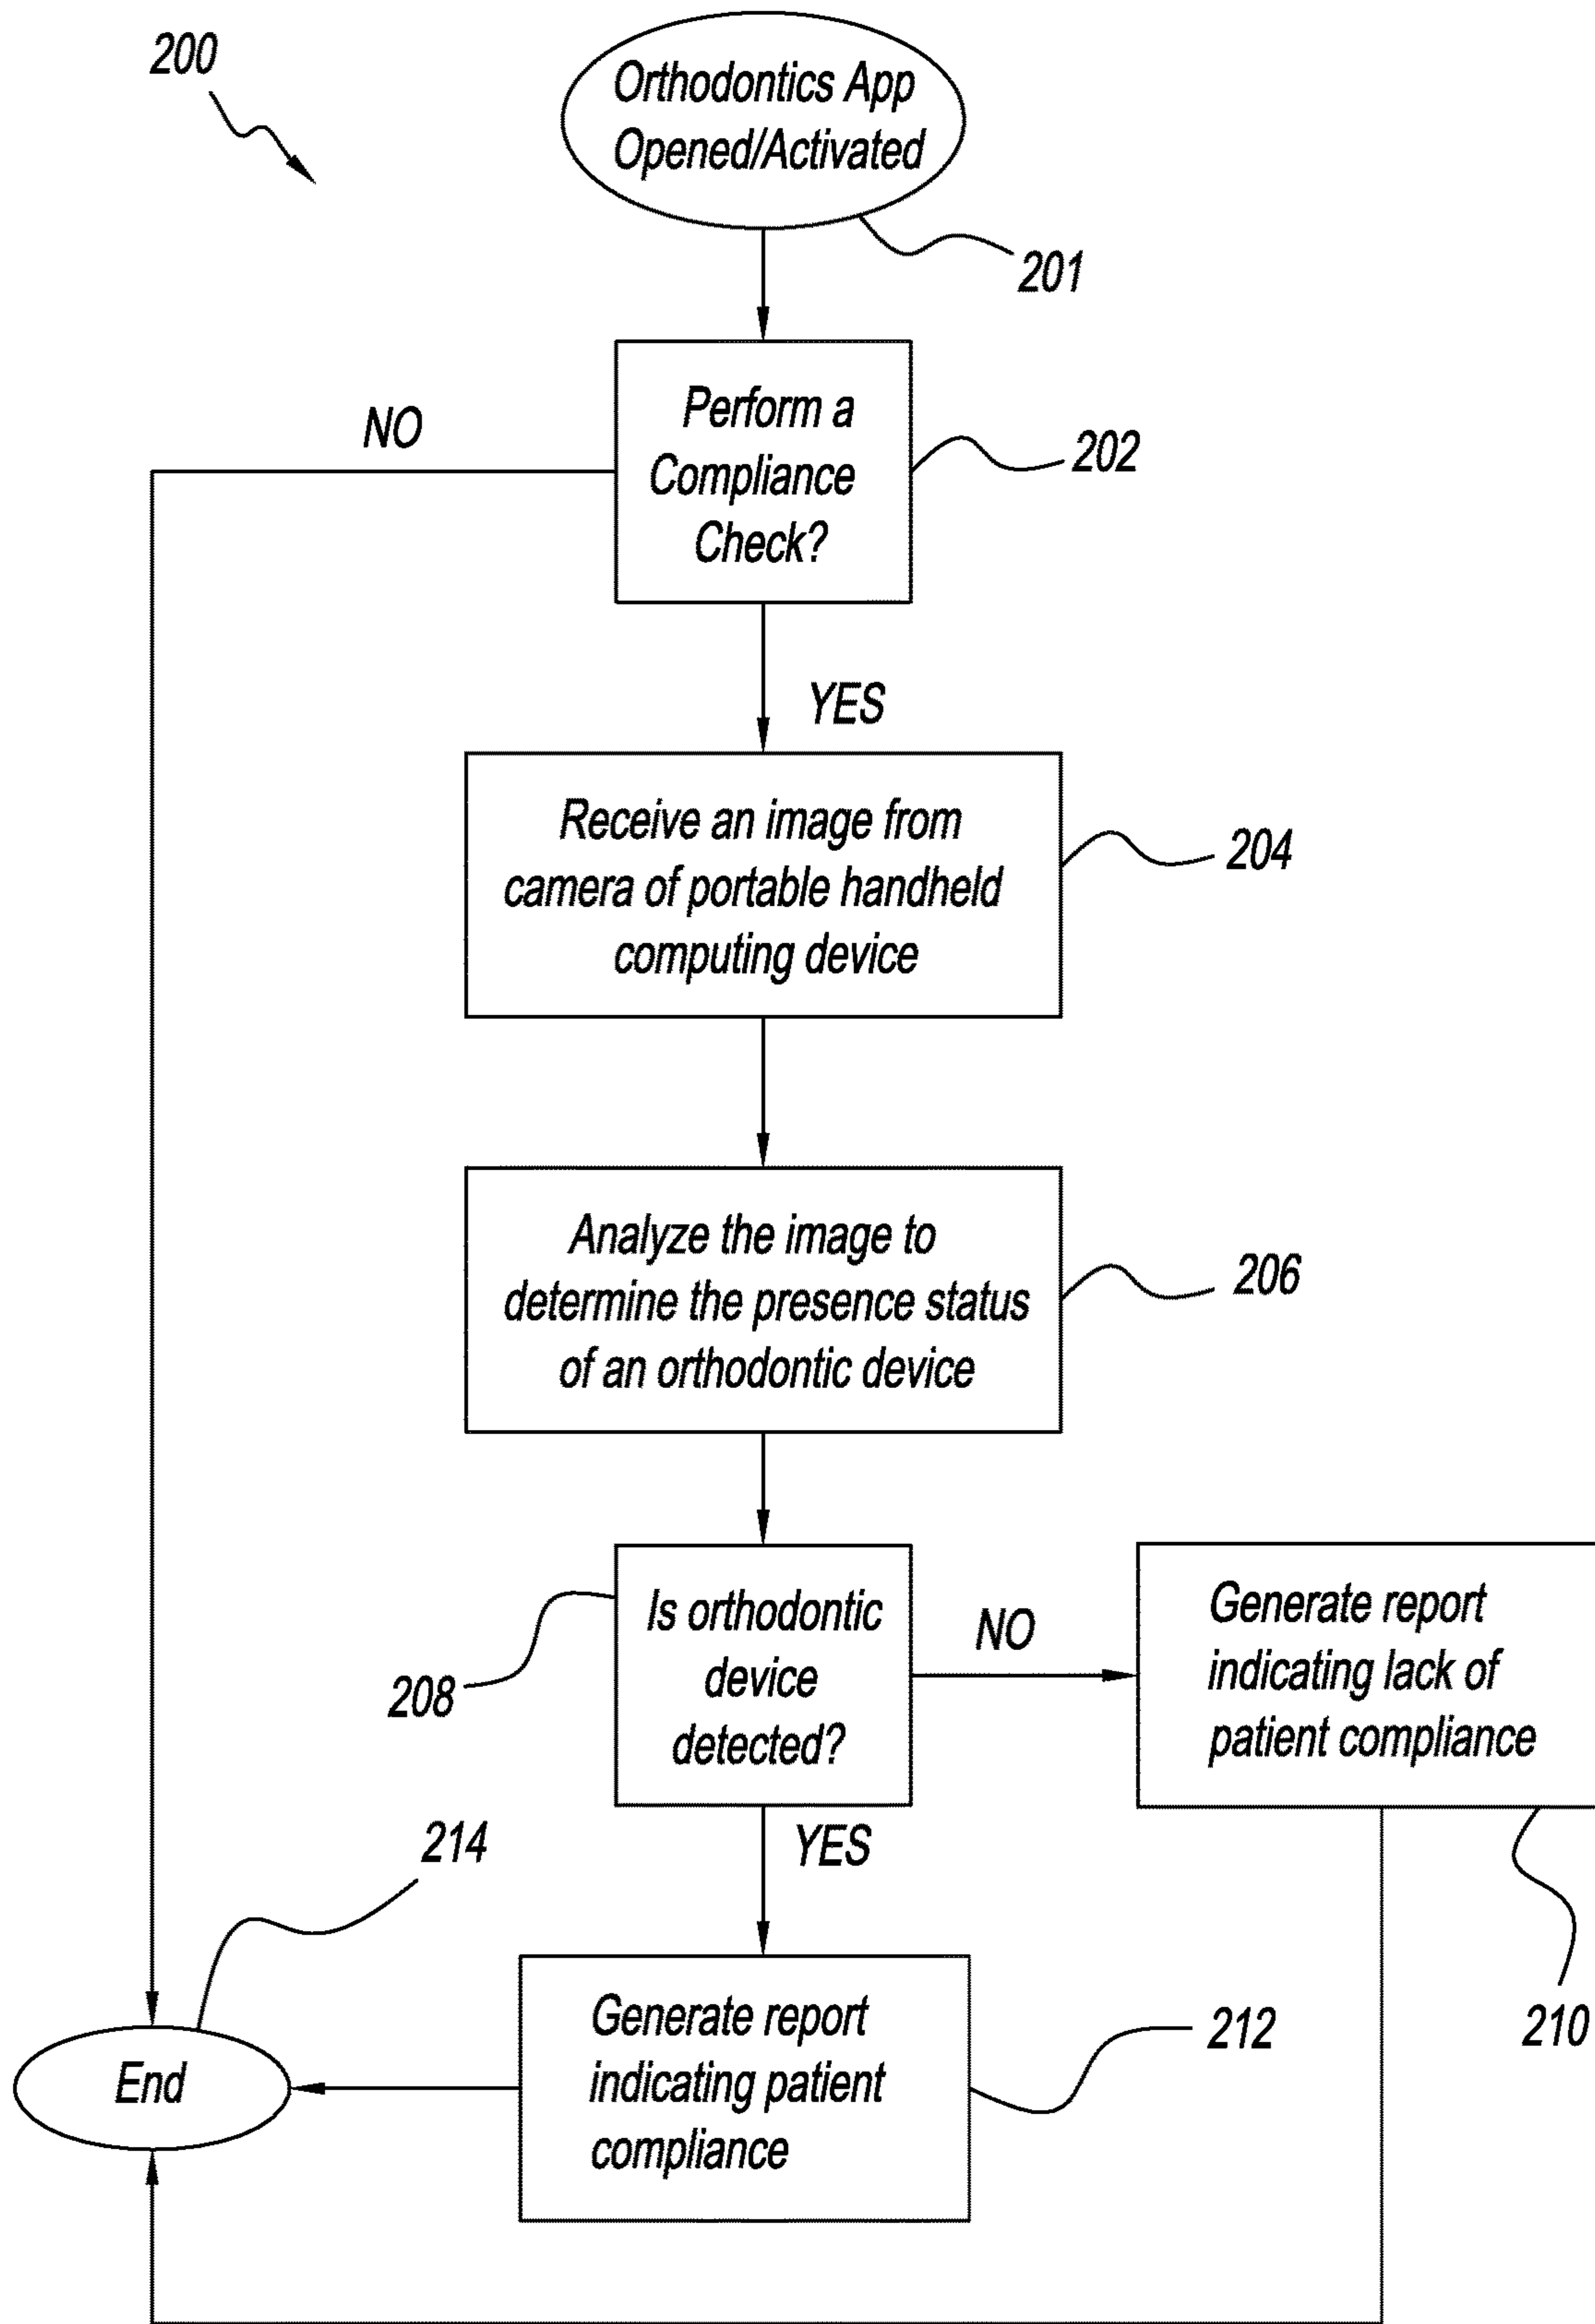 200
Orthodontics App
Opened/Activated
201
Perform a
Compliance
Check?
202
NO
YES
Receive an image from
camera of portable handheld
computing device
204
Analyze the image to
determine the presence status
of an orthodontic device
206
Is orthodontic
device
detected?
208
NO
Generate report
indicating lack of
patient compliance
210
YES
214
Generate report
indicating patient
compliance
212
End